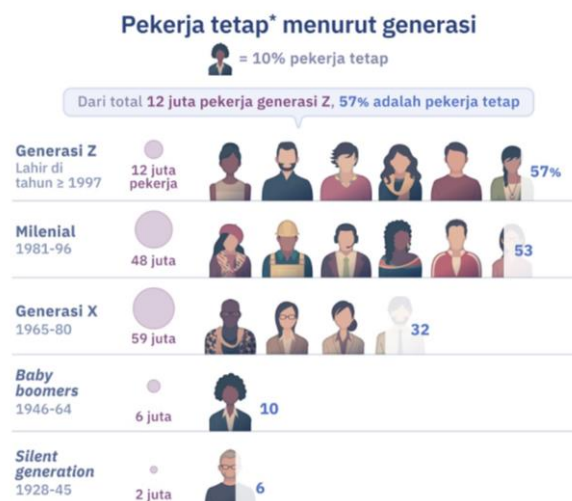 Pekerja tetap* menurut generasi
= 10% pekerja tetap
Dari total 12 juta pekerja generasi Z, 57% adalah pekerja tetap
Generasi Z
Lahir di
tahun ≥ 1997
12 juta
pekerja
57%
Milenial
1981-96
48 juta
53
Generasi X
1965-80
59 juta
32
Baby
boomers
1946-64
6 juta
10
Silent
generation
1928-45
2 juta
6